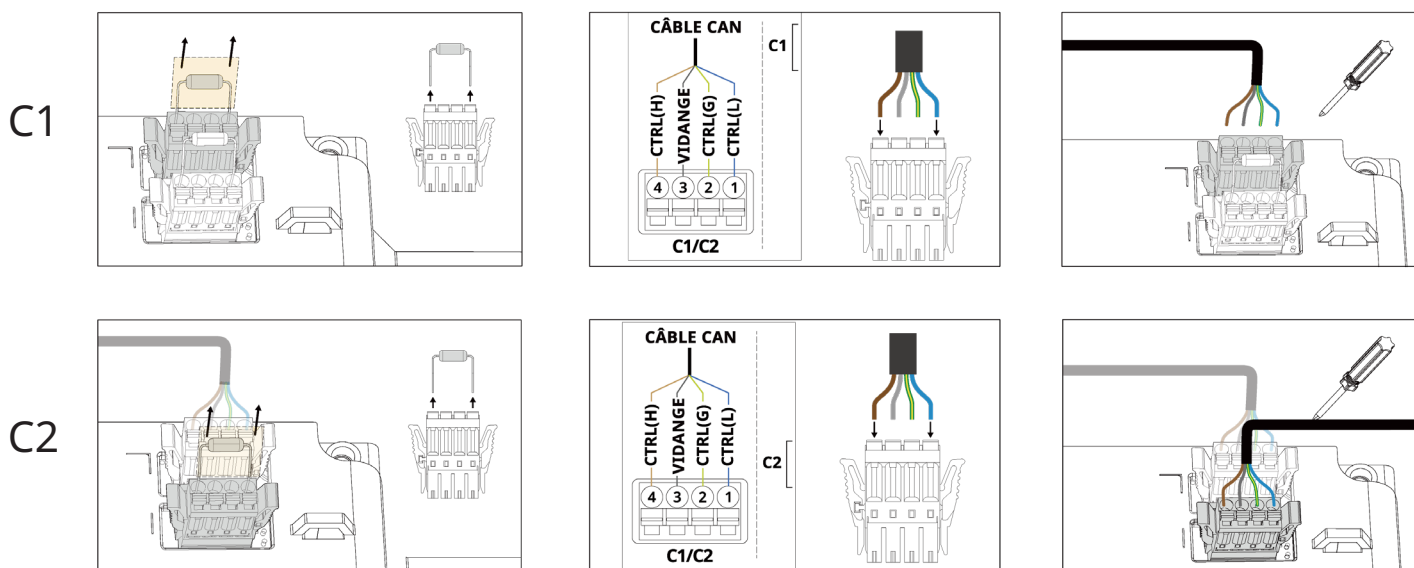 C1
CÂBLE CAN
C1
CTRL(H)
VIDANGE
CTRL(G)
CTRL(L)
4 3 2 1
C1/C2
C2
CÂBLE CAN
C2
CTRL(H)
VIDANGE
CTRL(G)
CTRL(L)
4 3 2 1
C1/C2